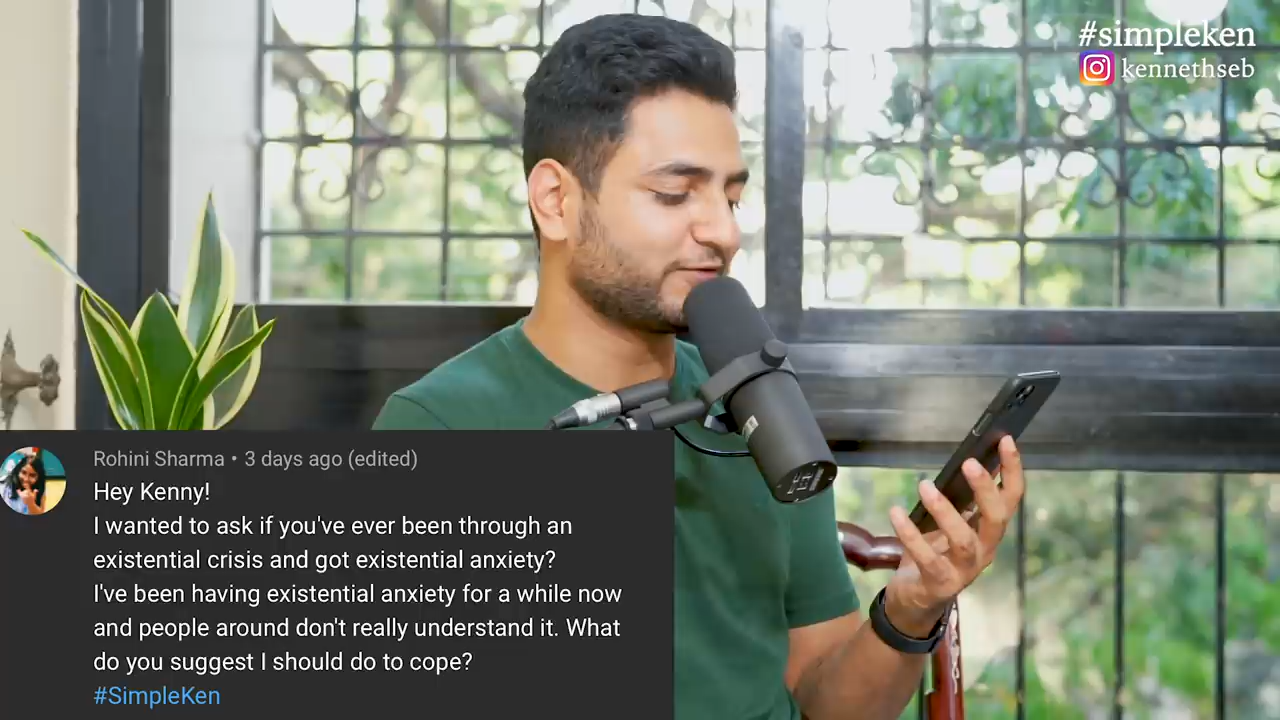 #simpleken
kennethseb
Rohini Sharma • 3 days ago (edited)
Hey Kenny!
I wanted to ask if you've ever been through an
existential crisis and got existential anxiety?
I've been having existential anxiety for a while now
and people around don't really understand it. What
do you suggest I should do to cope?
#SimpleKen